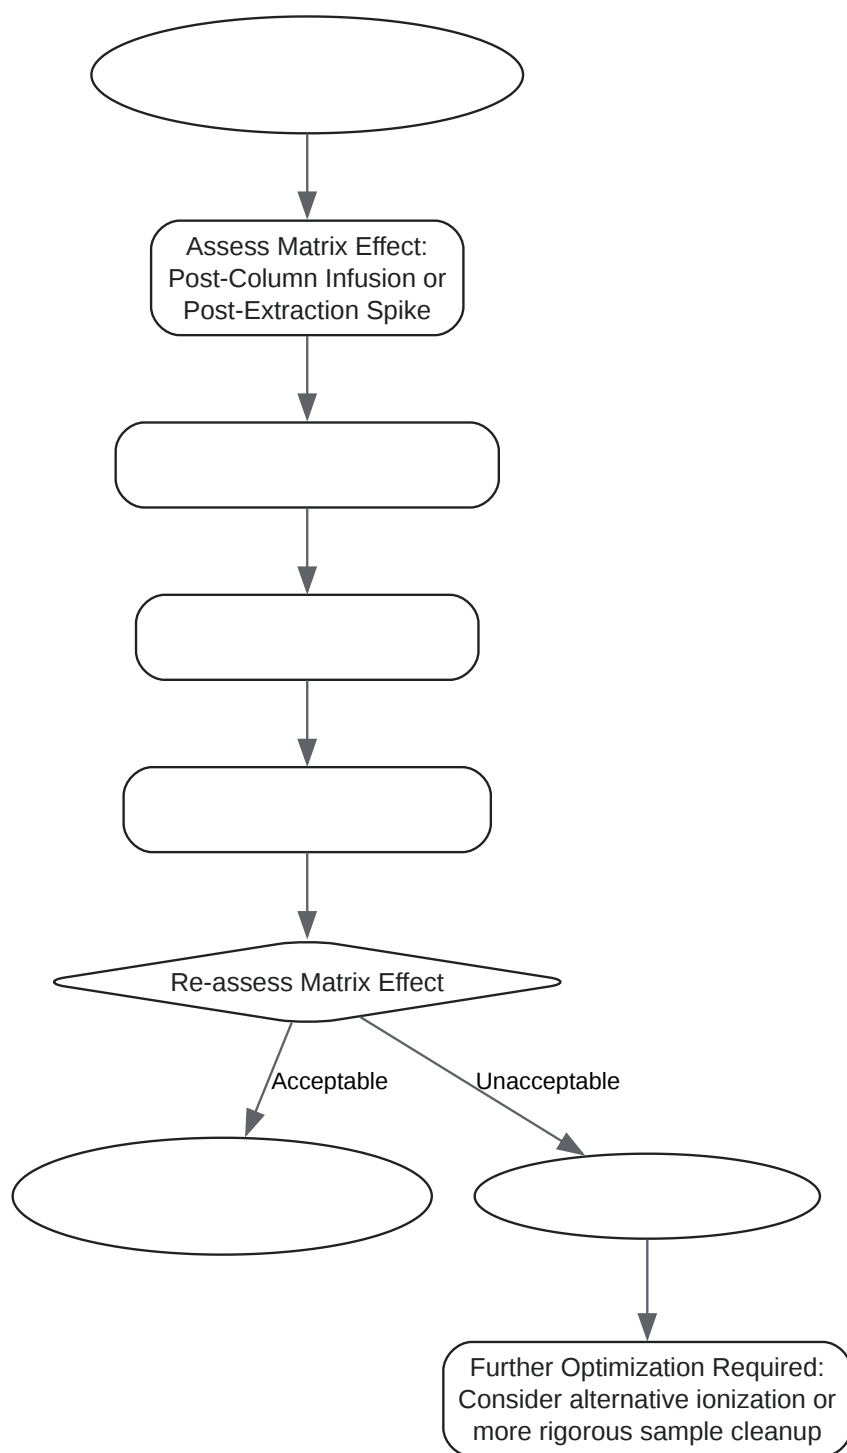 Assess Matrix Effect:
Post-Column Infusion or
Post-Extraction Spike
Re-assess Matrix Effect
Acceptable
Unacceptable
Further Optimization Required:
Consider alternative ionization or
more rigorous sample cleanup